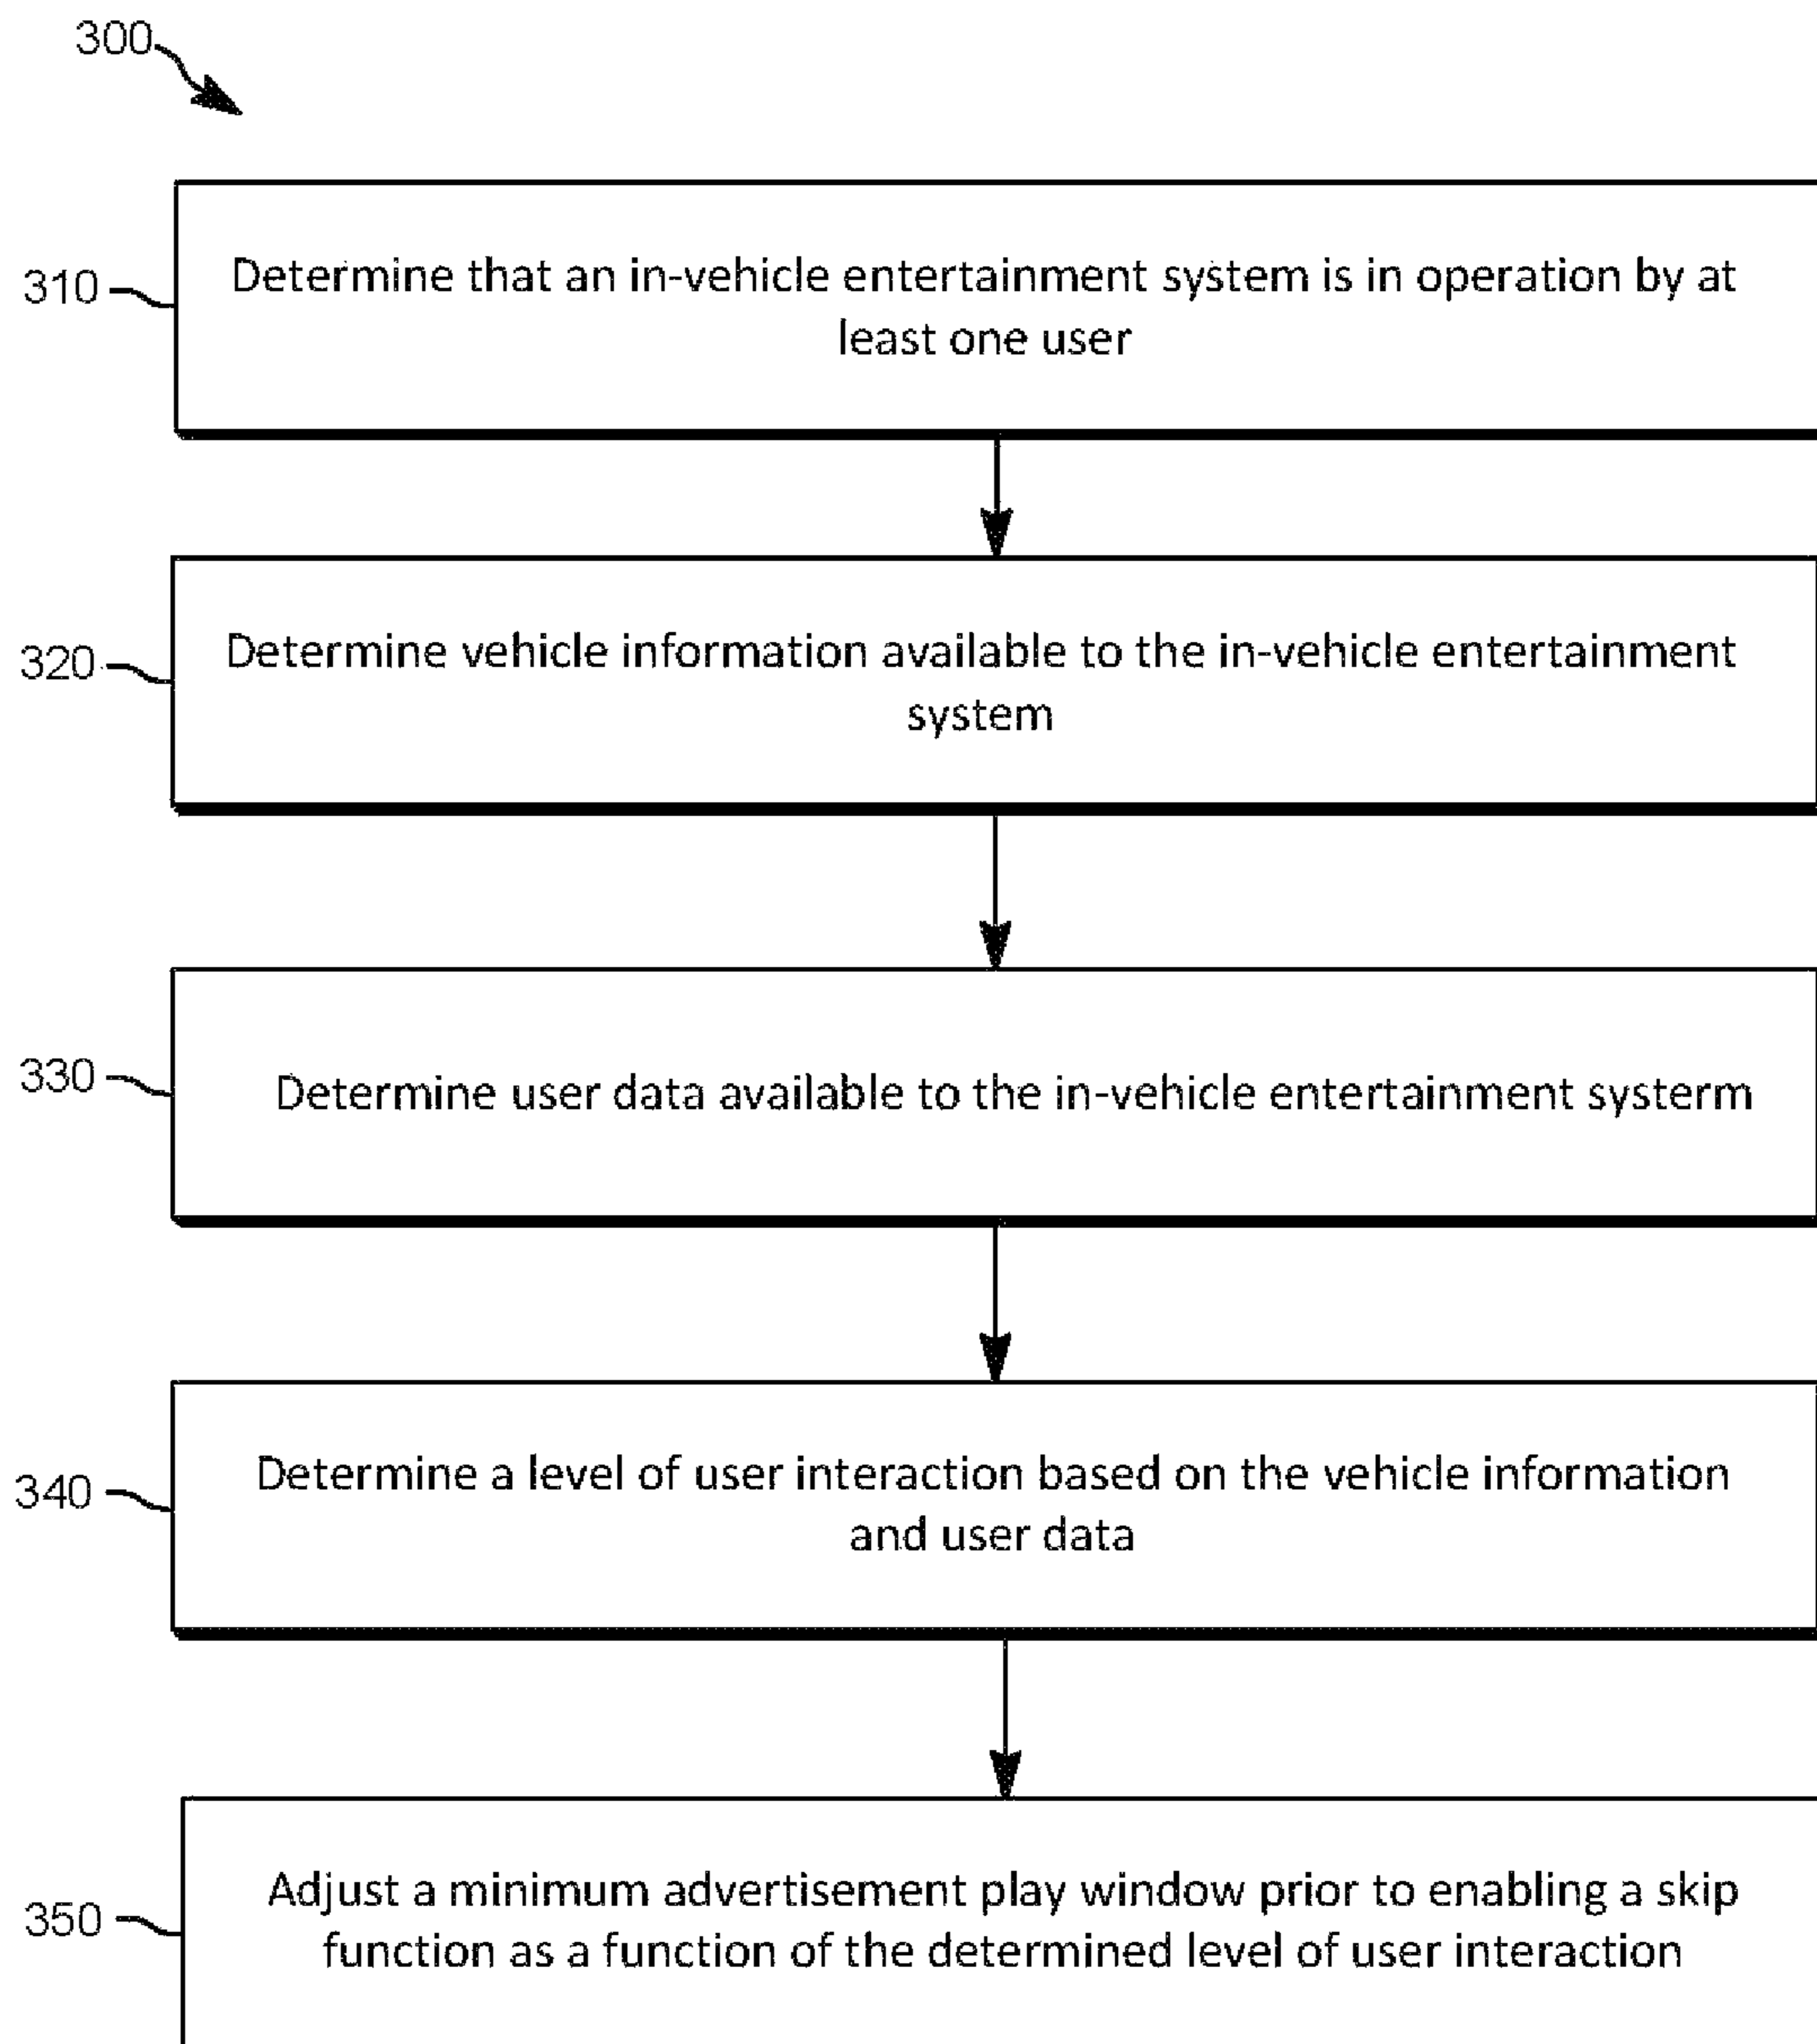 300
310
Determine that an in-vehicle entertainment system is in operation by at
least one user
320
Determine vehicle information available to the in-vehicle entertainment
system
330
Determine user data available to the in-vehicle entertainment systerm
340
Determine a level of user interaction based on the vehicle information
and user data
350
Adjust a minimum advertisement play window prior to enabling a skip
function as a function of the determined level of user interaction